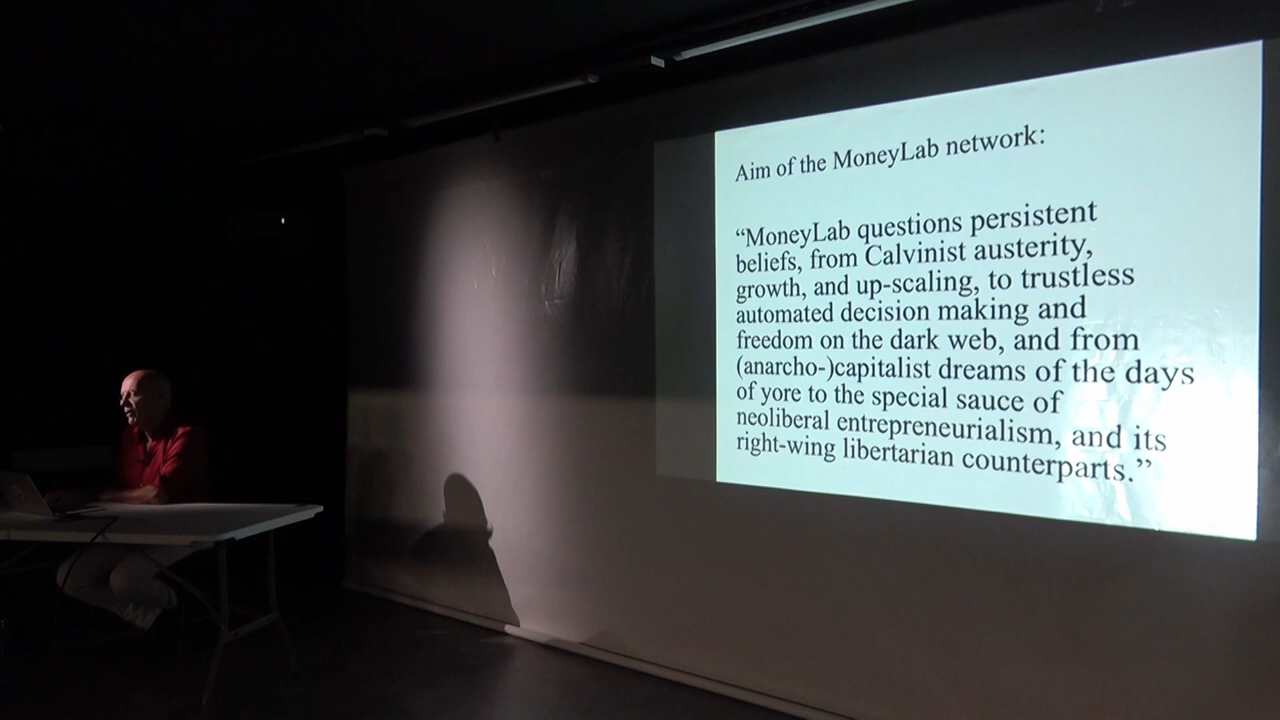 Aim of the MoneyLab network:
“MoneyLab questions persistent
beliefs, from Calvinist austerity,
growth, and up-scaling, to trustless
automated decision making and
freedom on the dark web, and from
(anarcho-)capitalist dreams of the days
of yore to the special sauce of
neoliberal entrepreneurialism, and its
right-wing libertarian counterparts.”